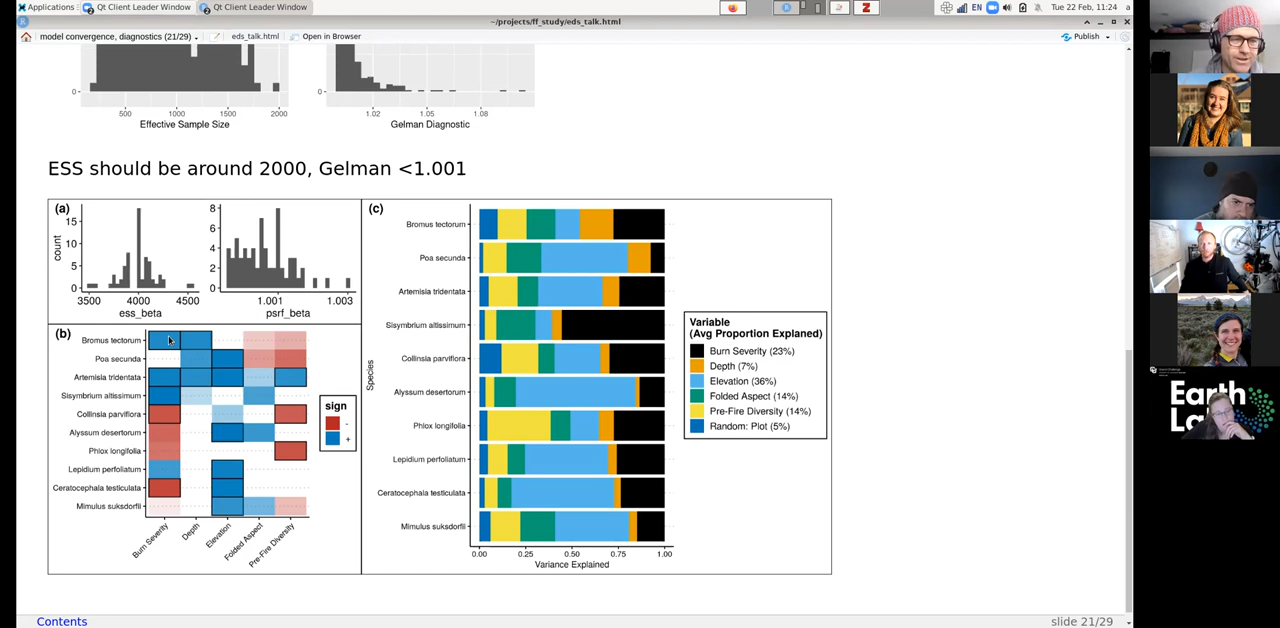 Applications
Qt Client Leader Window
Qt Client Leader Window
EN
Tue 22 Feb, 11:24
a
~/projects/ff_study/eds_talk.html
model convergence, diagnostics (21/29)
eds_talk.html
Open in Browser
Publish
0
500
1000
1500
2000
Effective Sample Size
0
1.02
1.05
1.08
Gelman Diagnostic
ESS should be around 2000, Gelman <1.001
(a)
count
15
10
5
0
3500
4000
4500
ess_beta
8
6
4
2
0
1.001
1.003
psrf_beta
(b)
Bromus tectorum
Poa secunda
Artemisia tridentata
Sisymbrium altissimum
Collinsia parviflora
Alyssum desertorum
Phlox longifolia
Lepidium perfoliatum
Ceratocephala testiculata
Mimulus suksdorfii
Burn Severity
Depth
Elevation
Folded Aspect
Pre-Fire Diversity
sign
-
+
(c)
Species
Bromus tectorum
Poa secunda
Artemisia tridentata
Sisymbrium altissimum
Collinsia parviflora
Alyssum desertorum
Phlox longifolia
Lepidium perfoliatum
Ceratocephala testiculata
Mimulus suksdorfii
0.00
0.25
0.50
0.75
1.00
Variance Explained
Variable
(Avg Proportion Explained)
Burn Severity (23%)
Depth (7%)
Elevation (36%)
Folded Aspect (14%)
Pre-Fire Diversity (14%)
Random: Plot (5%)
Contents
slide 21/29
Earth
La